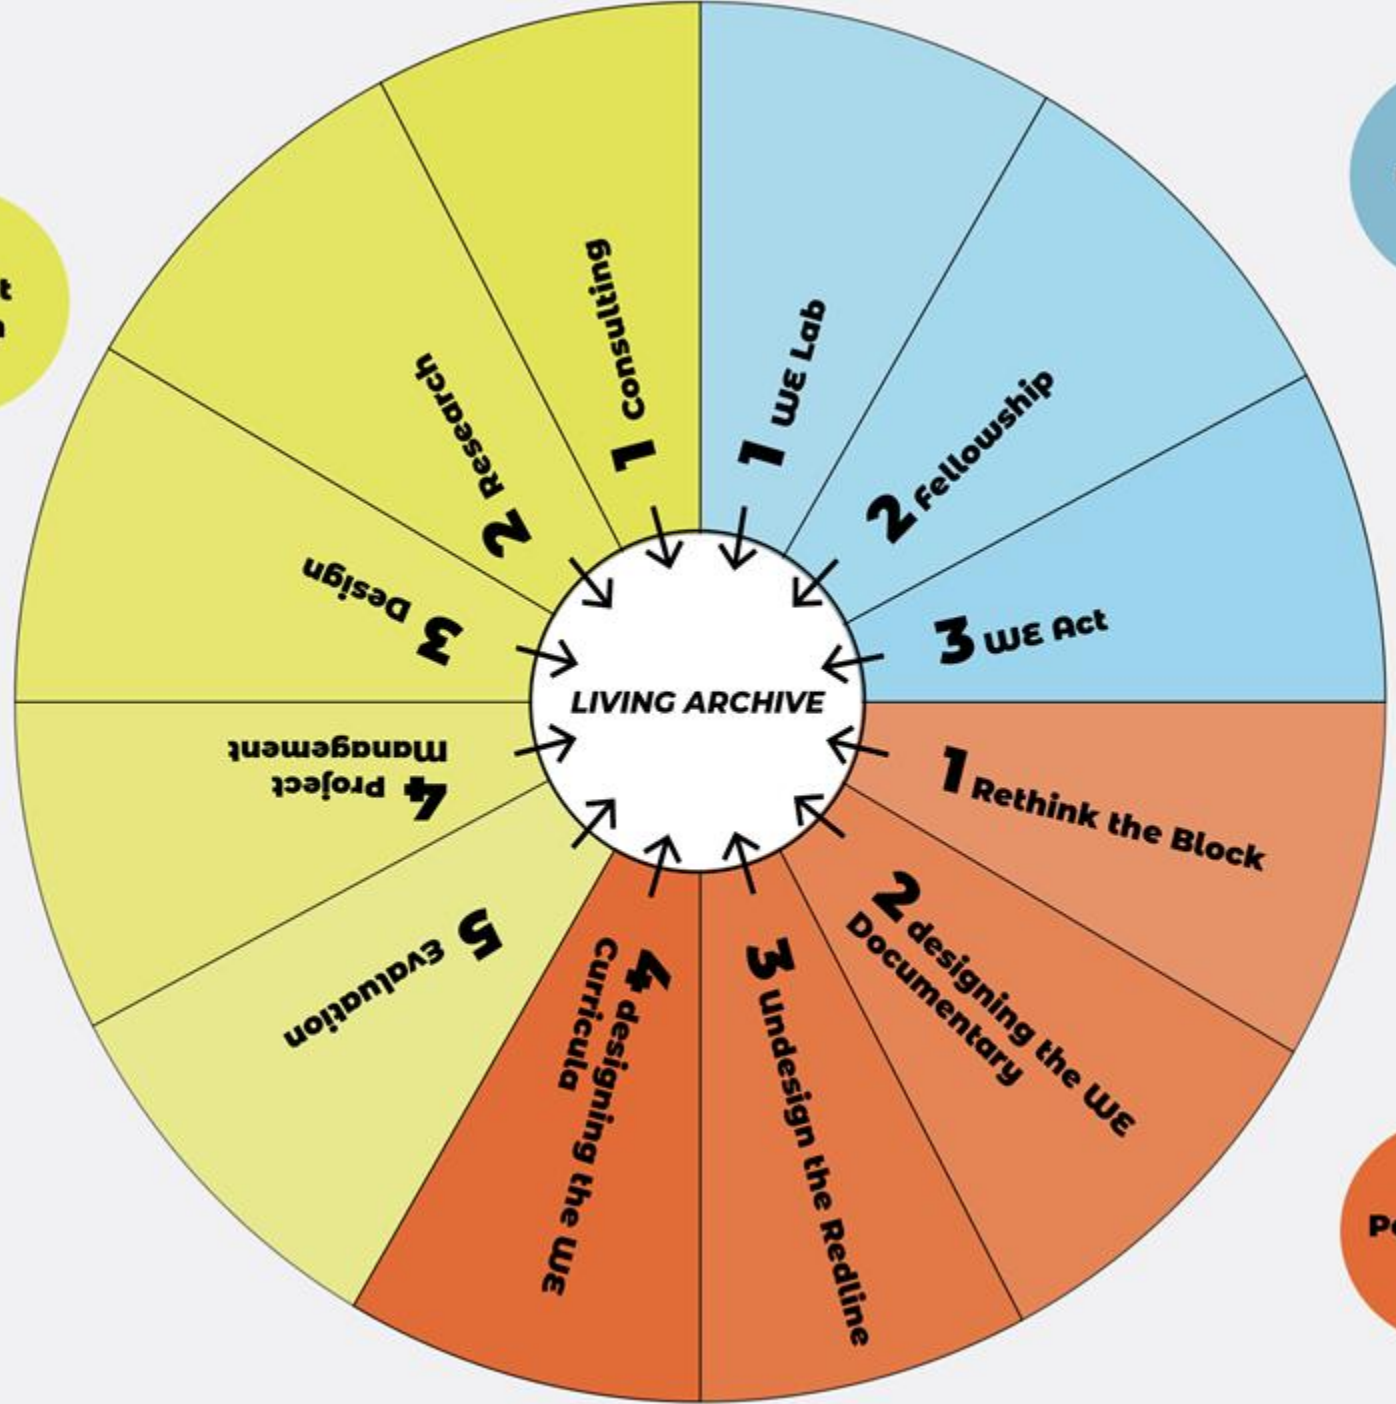 1 WE Lab
2 Fellowship
3 WE Act
1 Rethink the Block
2 designing the WE
Documentary
3 Undesign the Redline
4 designing the WE
Curricula
5 Evaluation
4 Project
Management
3 Design
2 Research
1 Consulting
LIVING ARCHIVE